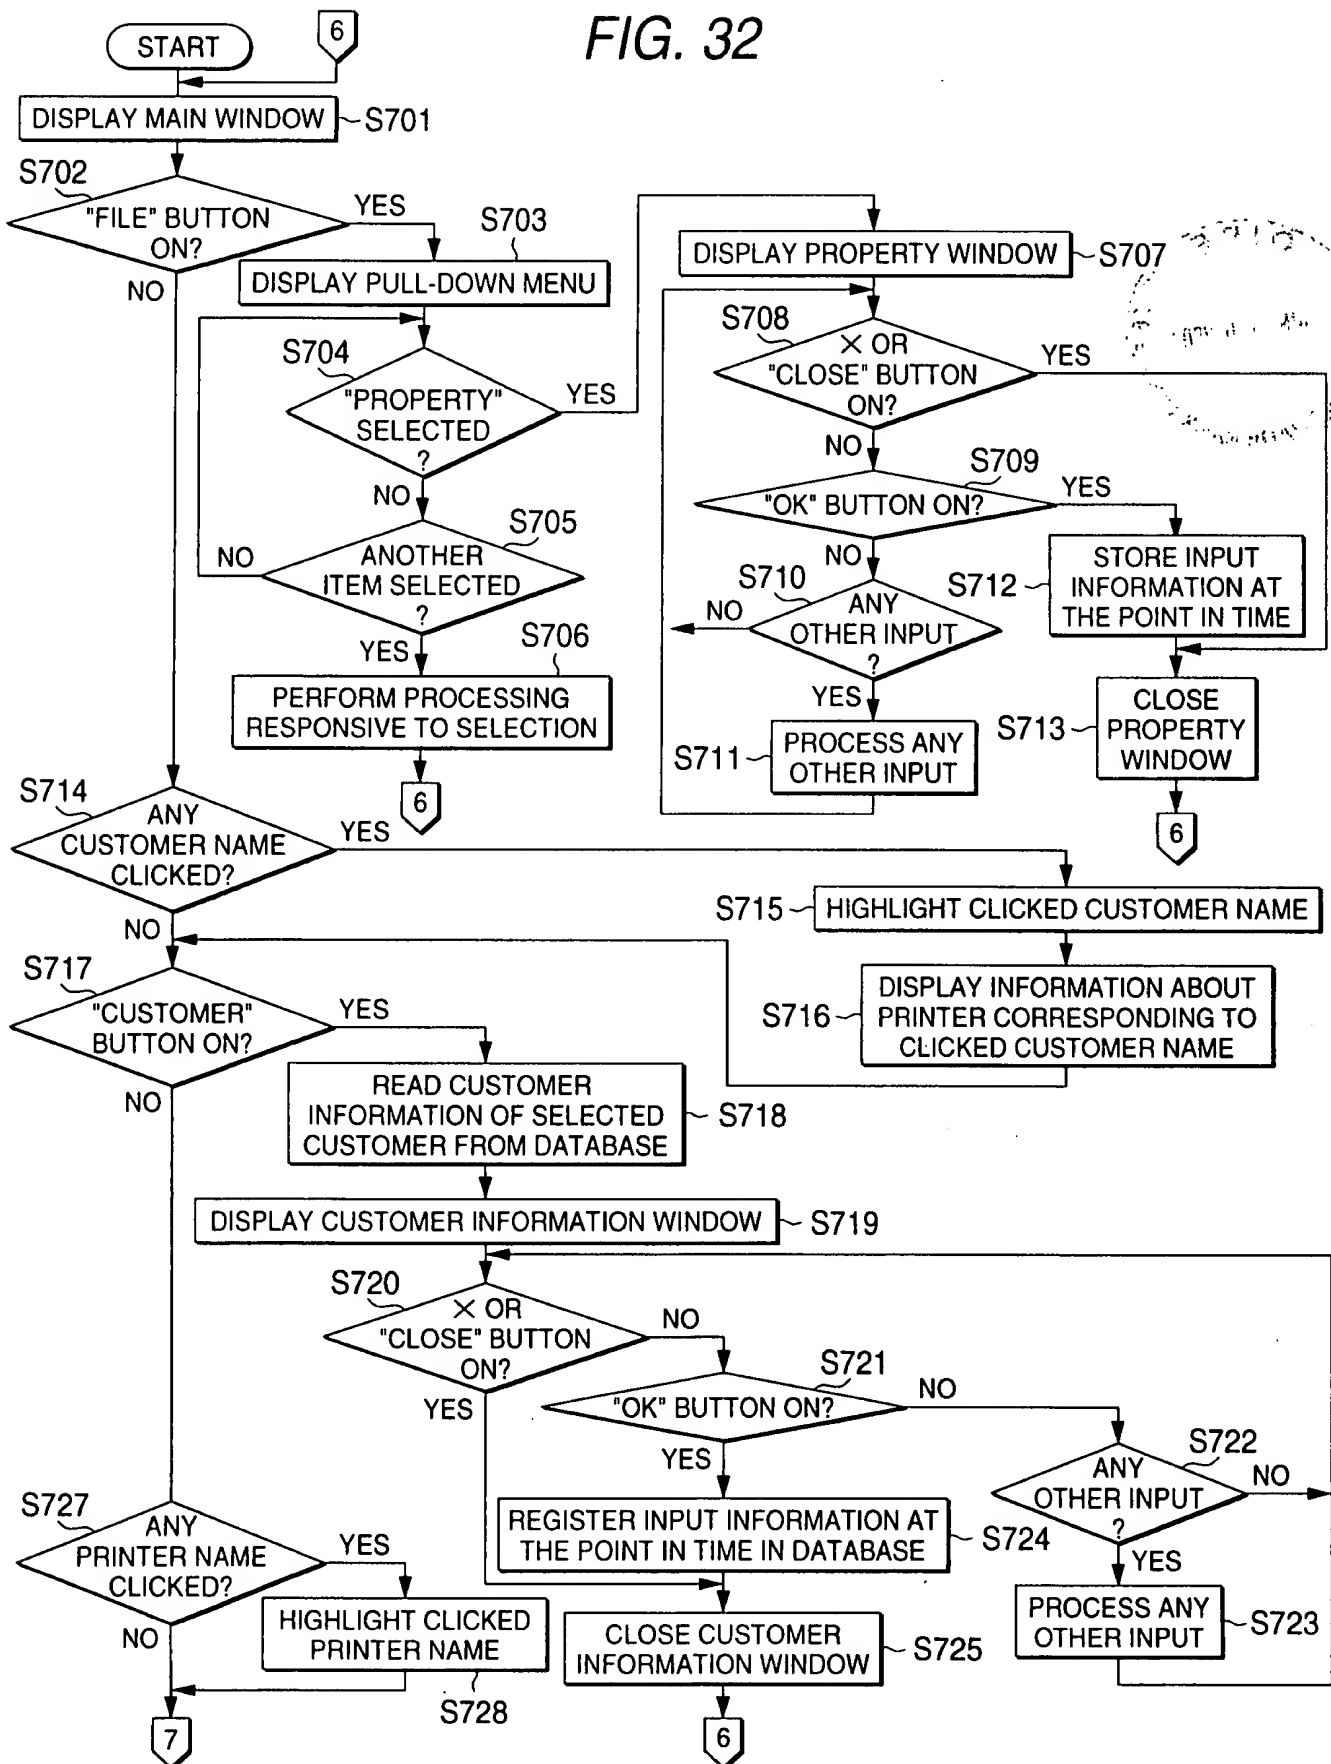 FIG. 32
START
6
DISPLAY MAIN WINDOW
S701
S702
"FILE" BUTTON
ON?
YES
NO
S703
DISPLAY PULL-DOWN MENU
S704
"PROPERTY"
SELECTED
?
YES
NO
S705
ANOTHER
ITEM SELECTED
?
NO
YES
S706
PERFORM PROCESSING
RESPONSIVE TO SELECTION
6
DISPLAY PROPERTY WINDOW
S707
S708
× OR
"CLOSE" BUTTON
ON?
YES
NO
S709
"OK" BUTTON ON?
YES
NO
S710
ANY
OTHER INPUT
?
NO
YES
S711
PROCESS ANY
OTHER INPUT
S712
STORE INPUT
INFORMATION AT
THE POINT IN TIME
S713
CLOSE
PROPERTY
WINDOW
6
S714
ANY
CUSTOMER NAME
CLICKED?
YES
NO
S715
HIGHLIGHT CLICKED CUSTOMER NAME
S716
DISPLAY INFORMATION ABOUT
PRINTER CORRESPONDING TO
CLICKED CUSTOMER NAME
S717
"CUSTOMER"
BUTTON ON?
YES
NO
READ CUSTOMER
INFORMATION OF SELECTED
CUSTOMER FROM DATABASE
S718
DISPLAY CUSTOMER INFORMATION WINDOW
S719
S720
× OR
"CLOSE" BUTTON
ON?
NO
YES
S721
"OK" BUTTON ON?
NO
YES
S722
ANY
OTHER INPUT
?
NO
YES
PROCESS ANY
OTHER INPUT
S723
REGISTER INPUT INFORMATION AT
THE POINT IN TIME IN DATABASE
S724
CLOSE CUSTOMER
INFORMATION WINDOW
S725
6
S727
ANY
PRINTER NAME
CLICKED?
YES
NO
HIGHLIGHT CLICKED
PRINTER NAME
S728
7